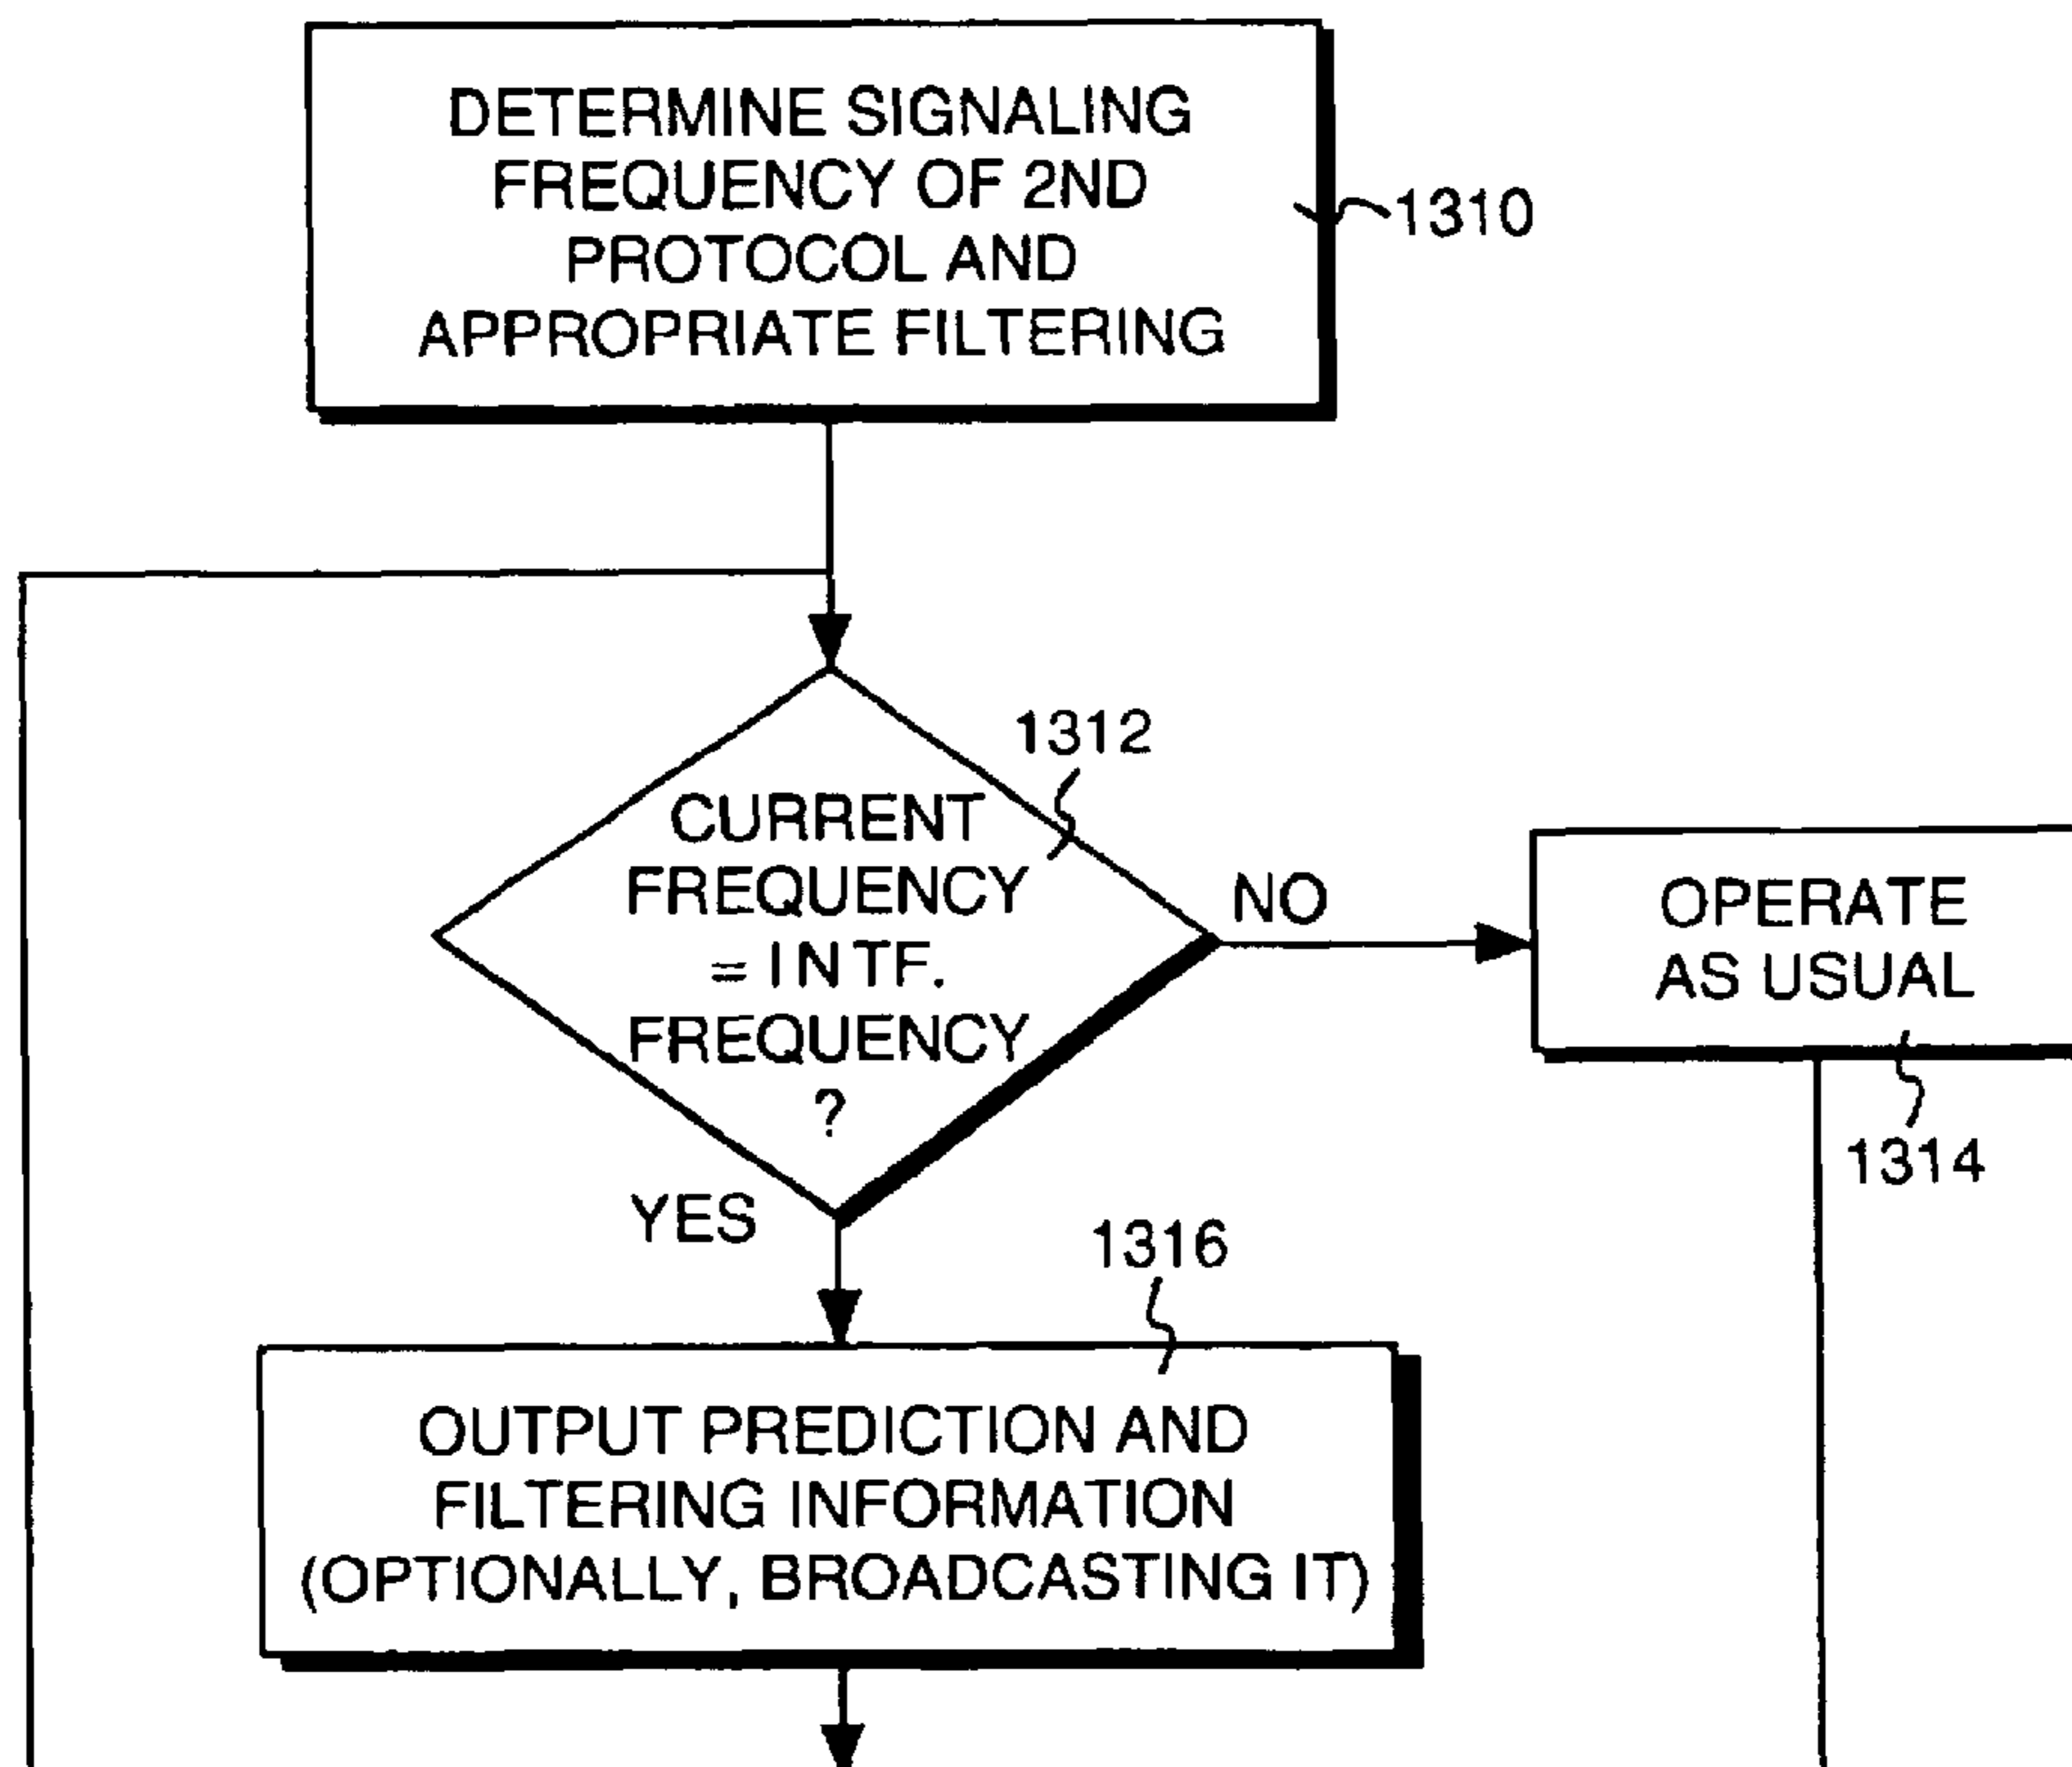 DETERMINE SIGNALING
FREQUENCY OF 2ND
PROTOCOL AND
APPROPRIATE FILTERING
1310
1312
CURRENT
FREQUENCY
= INTF.
FREQUENCY
?
NO
OPERATE
AS USUAL
1314
YES
1316
OUTPUT PREDICTION AND
FILTERING INFORMATION
(OPTIONALLY, BROADCASTING IT)